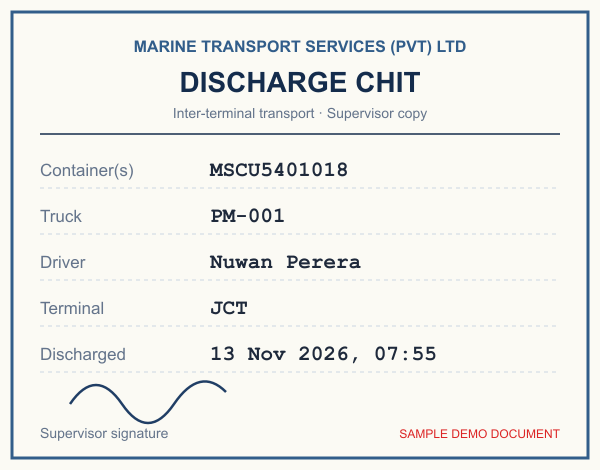 MARINE TRANSPORT SERVICES (PVT) LTD
DISCHARGE CHIT
Inter-terminal transport · Supervisor copy
Container(s) MSCU5401018
Truck PM-001
Driver Nuwan Perera
Terminal JCT
Discharged 13 Nov 2026, 07:55
Supervisor signature SAMPLE DEMO DOCUMENT